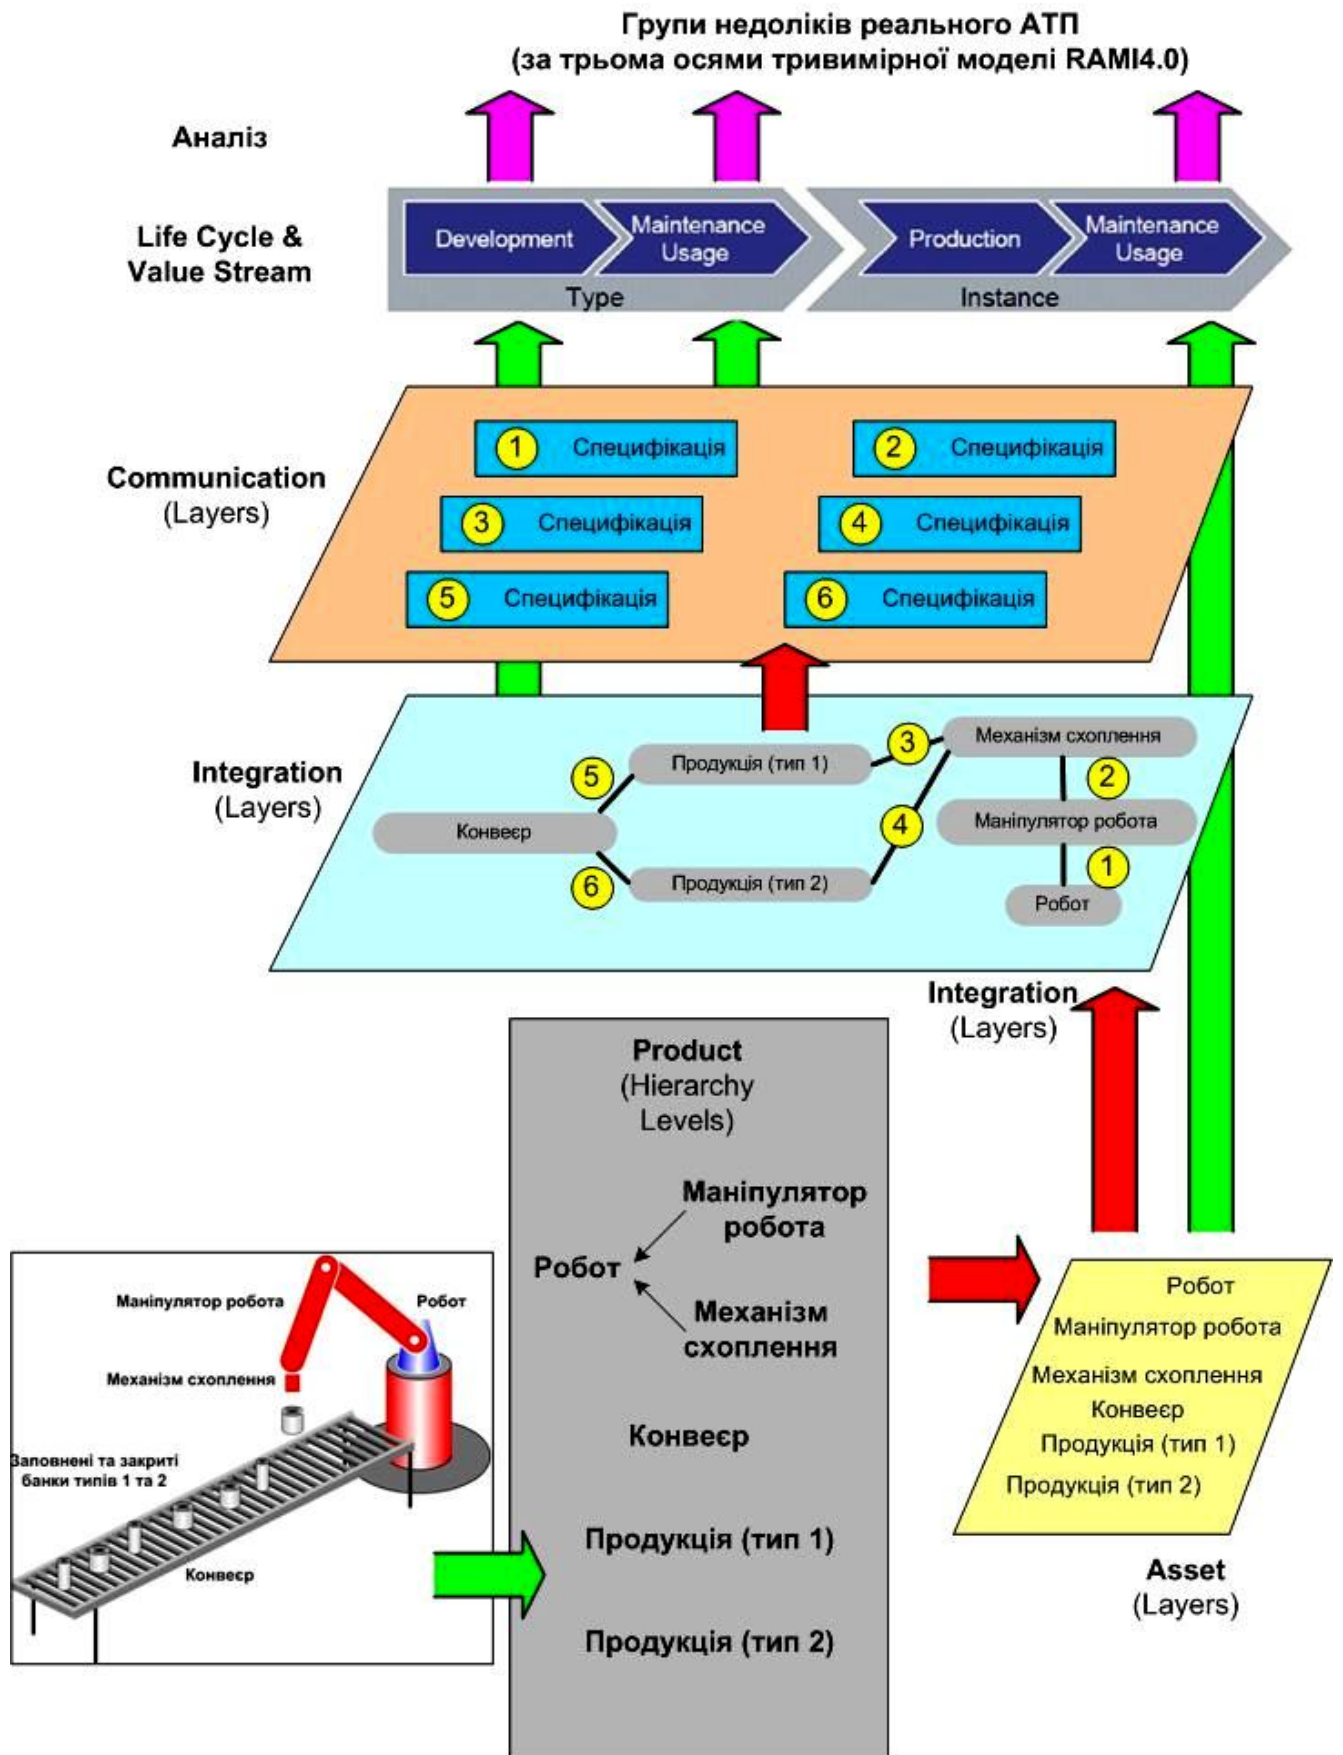 Групи недоліків реального АТП
(за трьома осями тривимірної моделі RAMI4.0)
Аналіз
Life Cycle &
Value Stream
Development
Maintenance
Usage
Production
Maintenance
Usage
Type
Instance
Communication
(Layers)
1 Специфікація
2 Специфікація
3 Специфікація
4 Специфікація
5 Специфікація
6 Специфікація
Integration
(Layers)
Механізм схоплення
3
Продукція (тип 1)
5
2
Конвеєр
4
Маніпулятор робота
6
Продукція (тип 2)
1
Робот
Integration
(Layers)
Product
(Hierarchy
Levels)
Маніпулятор
робота
Робот
Механізм
схоплення
Конвеєр
Продукція (тип 1)
Продукція (тип 2)
Маніпулятор робота
Робот
Механізм схоплення
Заповнені та закриті
банки типів 1 та 2
Конвеєр
Робот
Маніпулятор робота
Механізм схоплення
Конвеєр
Продукція (тип 1)
Продукція (тип 2)
Asset
(Layers)